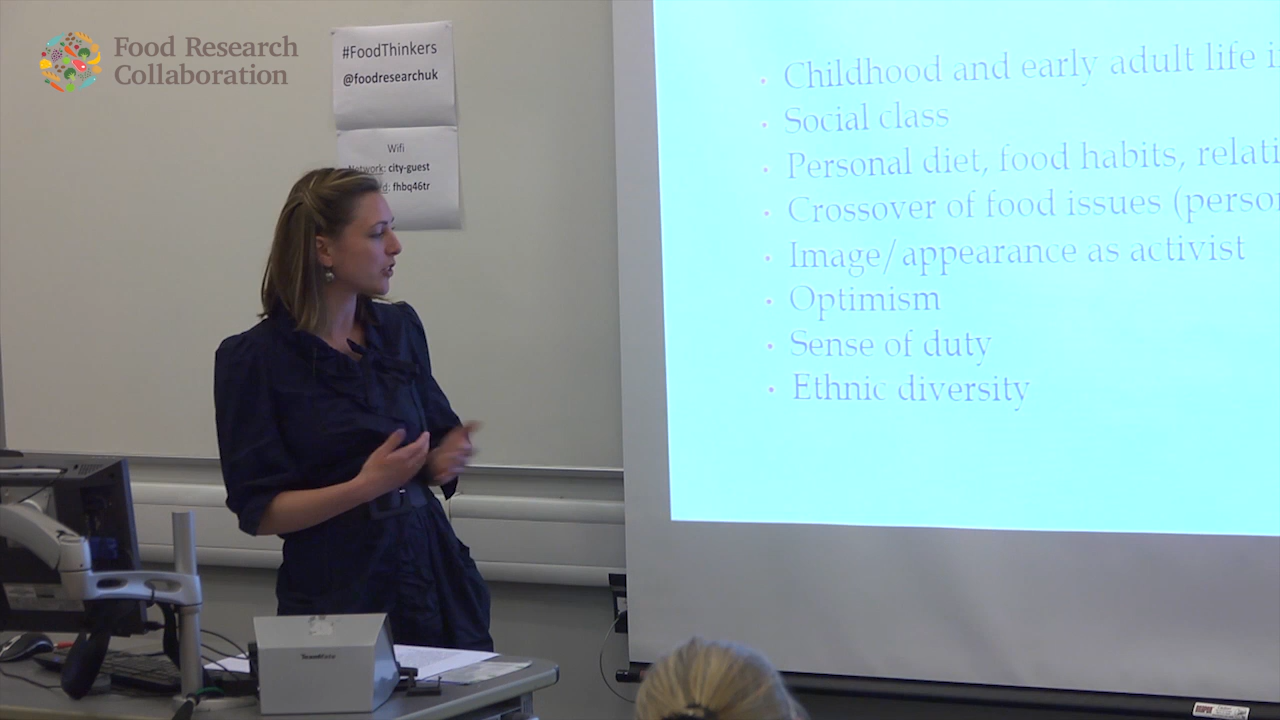 Food Research
Collaboration
#FoodThinkers
@foodresearchuk
Wifi
Network: city-guest
fhbq46tr
Childhood and early adult life i
Social class
Personal diet, food habits, relati
Crossover of food issues (perso
Image/appearance as activist
Optimism
Sense of duty
Ethnic diversity